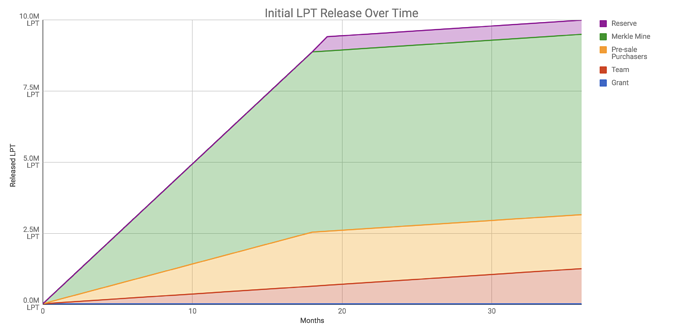 Initial LPT Release Over Time
10.0M
LPT
7.5M
LPT
5.0M
LPT
2.5M
LPT
0.0M
LPT
Released LPT
0
10
20
30
Months
Reserve
Merkle Mine
Pre-sale
Purchasers
Team
Grant